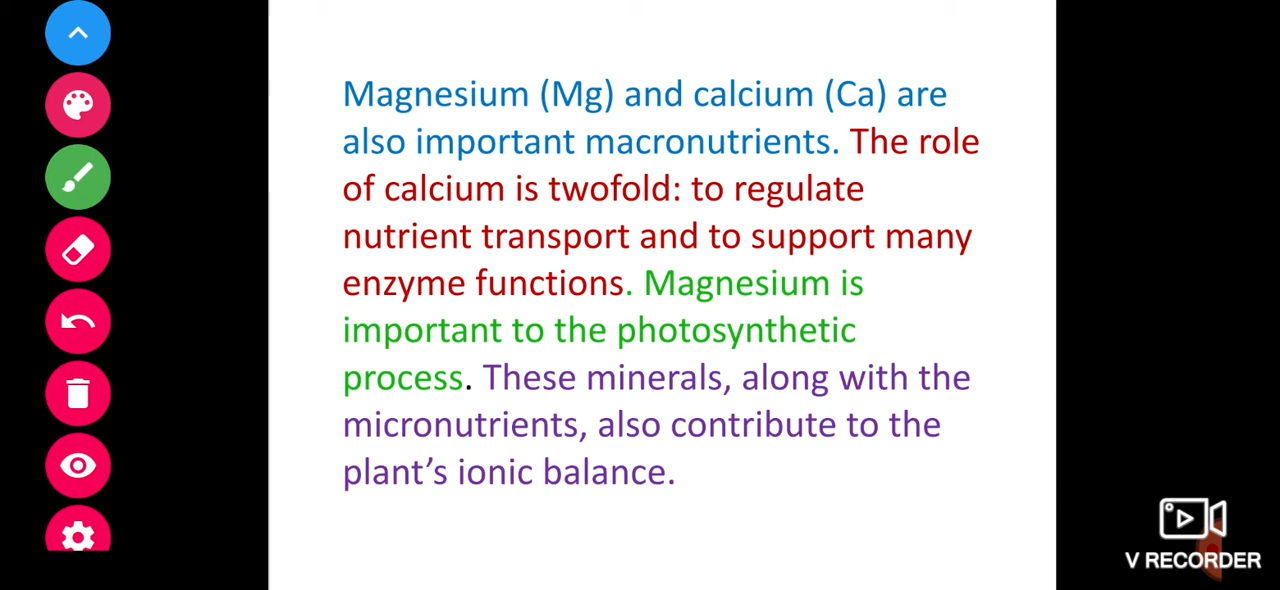 Magnesium (Mg) and calcium (Ca) are
also important macronutrients. The role
of calcium is twofold: to regulate
nutrient transport and to support many
enzyme functions. Magnesium is
important to the photosynthetic
process. These minerals, along with the
micronutrients, also contribute to the
plant’s ionic balance.
V RECORDER